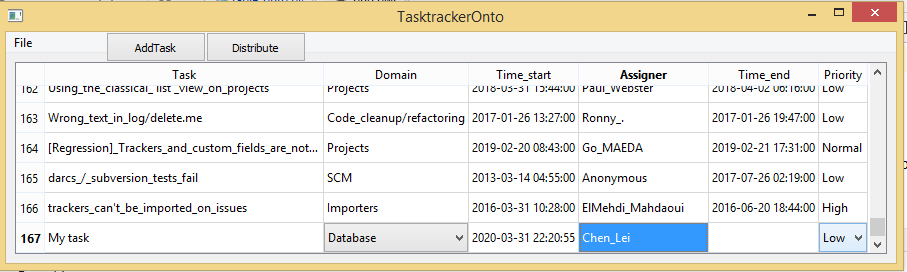 TasktrackerOnto
File AddTask Distribute
Task Domain Time_start Assigner Time_end Priority
162 Using_the_classical_"list"_view_on_projects Projects 2018-03-31 15:44:00 Paul_Webster 2018-04-02 06:16:00 Low
163 Wrong_text_in_log/delete.me Code_cleanup/refactoring 2017-01-26 13:27:00 Ronny_. 2017-01-26 19:47:00 Low
164 [Regression]_Trackers_and_custom_fields_are_not... Projects 2019-02-20 08:43:00 Go_MAEDA 2019-02-21 17:31:00 Normal
165 darcs_/_subversion_tests_fail SCM 2013-03-14 04:55:00 Anonymous 2017-07-26 02:19:00 Low
166 trackers_can't_be_imported_on_issues Importers 2016-03-31 10:28:00 ElMehdi_Mahdaoui 2016-06-20 18:44:00 High
167 My task Database 2020-03-31 22:20:55 Chen_Lei Low